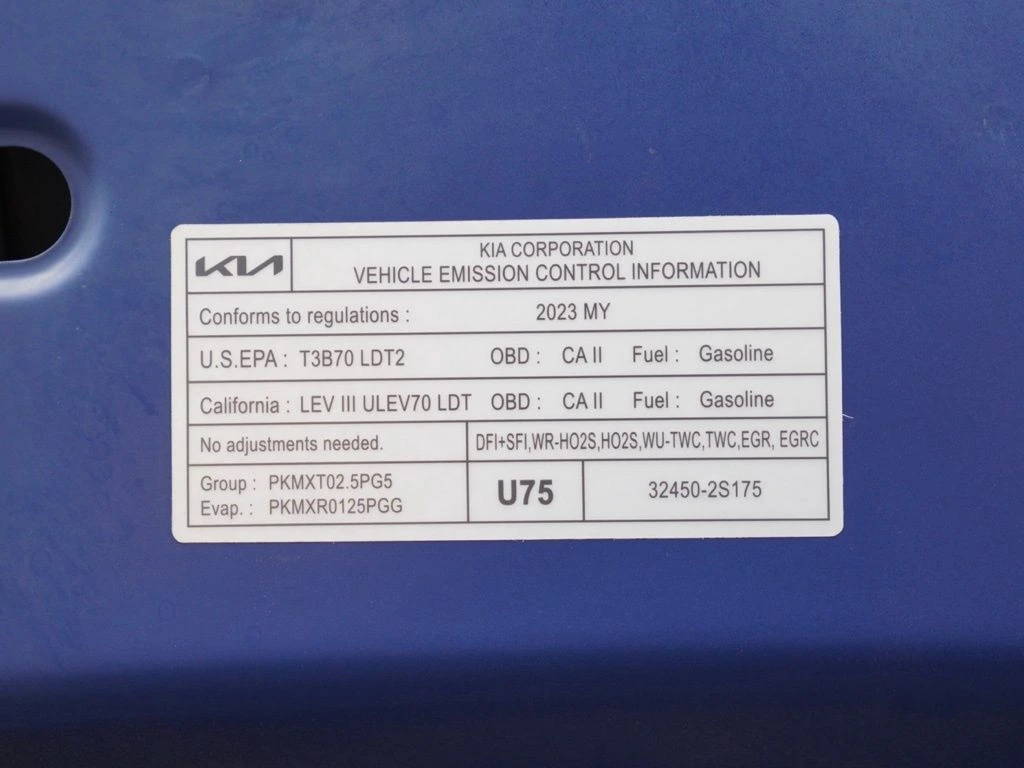 KIA
KIA CORPORATION
VEHICLE EMISSION CONTROL INFORMATION
Conforms to regulations : 2023 MY
U.S.EPA : T3B70 LDT2 OBD : CA II Fuel : Gasoline
California : LEV III ULEV70 LDT OBD : CA II Fuel : Gasoline
No adjustments needed. DFI+SFI,WR-HO2S,HO2S,WU-TWC,TWC,EGR, EGRC
Group : PKMXT02.5PG5
Evap. : PKMXR0125PGG
U75
32450-2S175